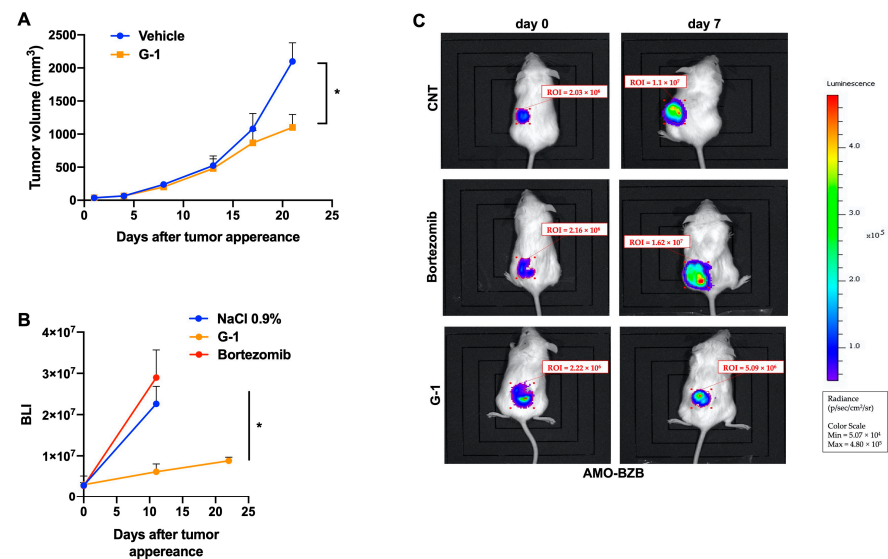 A
Vehicle
G-1
Tumor volume (mm³)
2500
2000
1500
1000
500
0
*
0 5 10 15 20 25
Days after tumor appereance
B
NaCl 0.9%
G-1
Bortezomib
BLI
4×10⁷
3×10⁷
2×10⁷
1×10⁷
0
*
0 5 10 15 20 25
Days after tumor
appereance
C
day 0 day 7
CNT
ROI = 2.03 × 10⁶
ROI = 1.1 × 10⁷
Bortezomib
ROI = 2.16 × 10⁶
ROI = 1.62 × 10⁷
G-1
ROI = 2.22 × 10⁶
ROI = 5.09 × 10⁶
AMO-BZB
Luminescence
4.0
3.0
x10⁵
2.0
1.0
Radiance
(p/sec/cm²/sr)
Color Scale
Min = 5.07 × 10⁴
Max = 4.80 × 10⁵